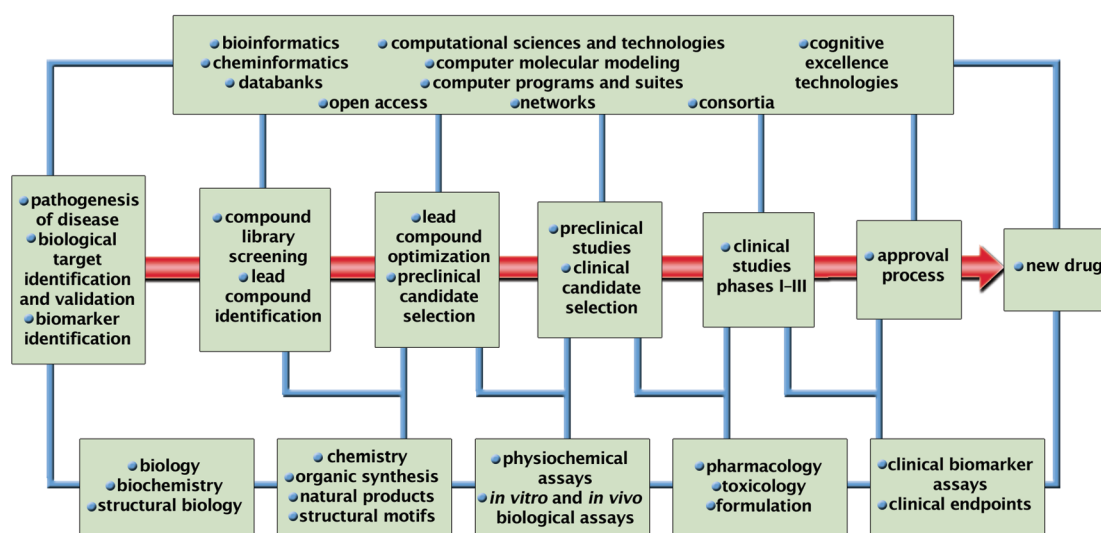 bioinformatics
cheminformatics
databanks
computational sciences and technologies
computer molecular modeling
computer programs and suites
cognitive
excellence
technologies
open access
networks
consortia
pathogenesis
of disease
biological
target
identification
and validation
biomarker
identification
compound
library
screening
lead
compound
identification
lead
compound
optimization
preclinical
candidate
selection
preclinical
studies
clinical
candidate
selection
clinical
studies
phases I–III
approval
process
new drug
biology
biochemistry
structural biology
chemistry
organic synthesis
natural products
structural motifs
physiochemical
assays
in vitro and in vivo
biological assays
pharmacology
toxicology
formulation
clinical biomarker
assays
clinical endpoints